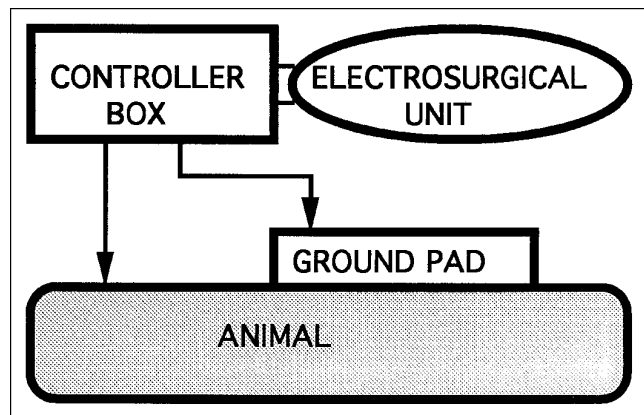 CONTROLLER
BOX
ELECTROSURGICAL
UNIT
GROUND PAD
ANIMAL